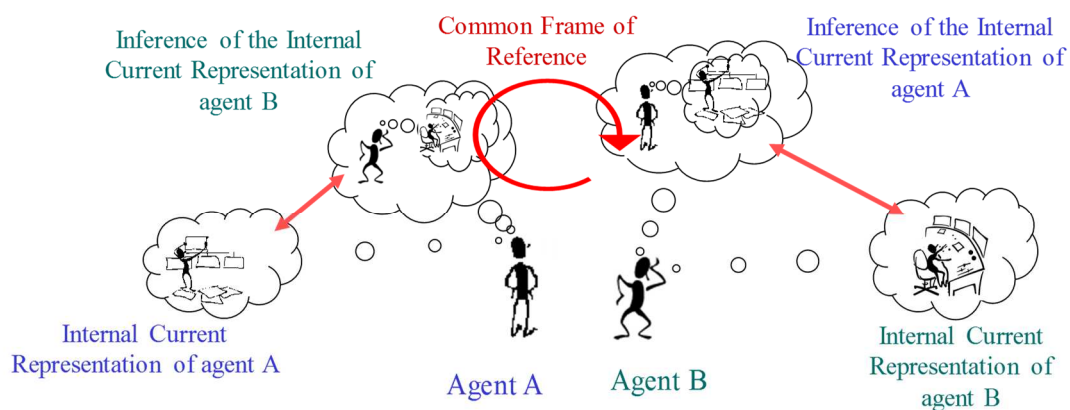 Inference of the Internal
Current Representation of
agent B
Common Frame of
Reference
Inference of the Internal
Current Representation of
agent A
Internal Current
Representation of agent A
Agent A
Agent B
Internal Current
Representation of
agent B